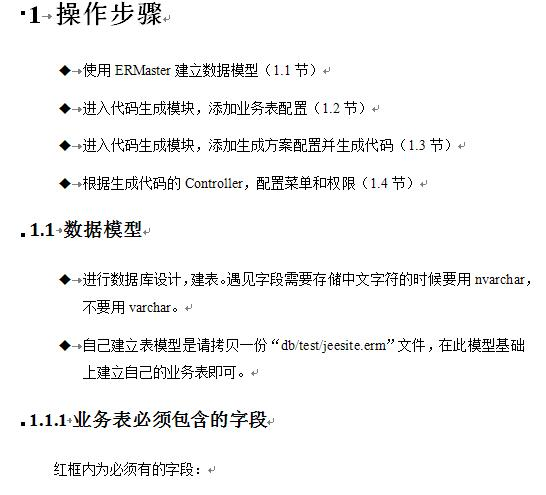 1 操作步骤
◆使用 ERMaster 建立数据模型（1.1 节）
◆进入代码生成模块，添加业务表配置（1.2 节）
◆进入代码生成模块，添加生成方案配置并生成代码（1.3 节）
◆根据生成代码的 Controller，配置菜单和权限（1.4 节）
1.1 数据模型
◆进行数据库设计，建表。遇见字段需要存储中文字符的时候要用 nvarchar，
不要用 varchar。
◆自己建立表模型是请拷贝一份“db/test/jeesite.erm”文件，在此模型基础
上建立自己的业务表即可。
1.1.1 业务表必须包含的字段
红框内为必须有的字段：